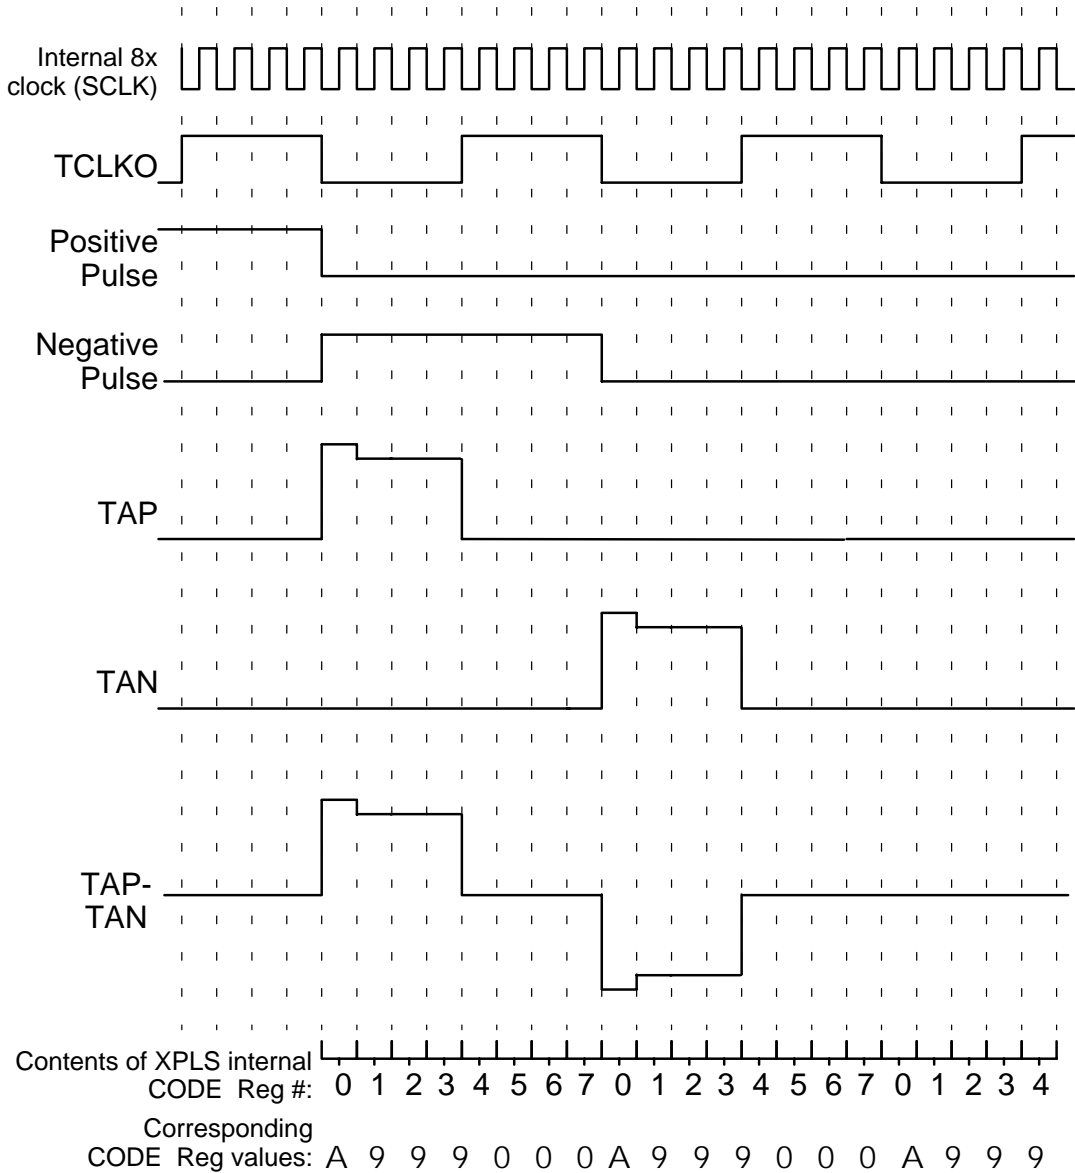 Internal 8x
clock (SCLK)
TCLKO
Positive
Pulse
Negative
Pulse
TAP
TAN
TAP-
TAN
Contents of XPLS internal
CODE Reg #: 0 1 2 3 4 5 6 7 0 1 2 3 4 5 6 7 0 1 2 3 4
Corresponding
CODE Reg values: A 9 9 9 0 0 0 A 9 9 9 0 0 0 A 9 9 9